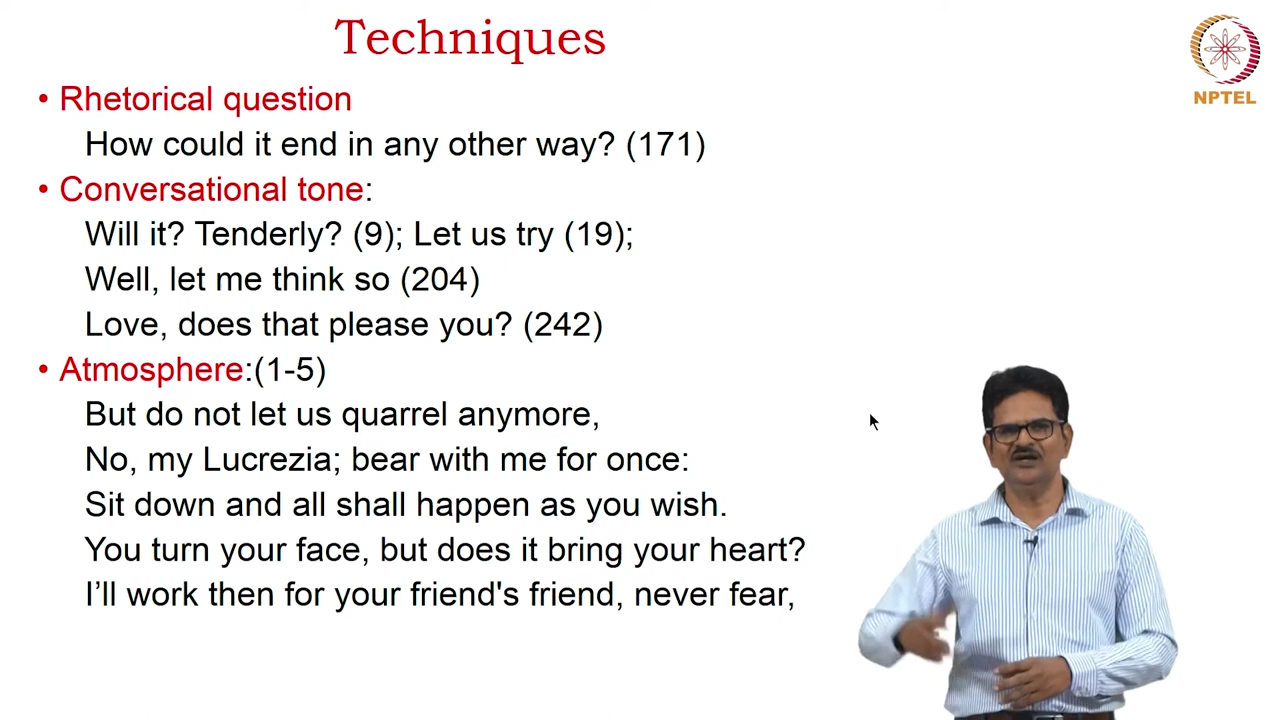 Techniques
NPTEL
• Rhetorical question
How could it end in any other way? (171)
• Conversational tone:
Will it? Tenderly? (9); Let us try (19);
Well, let me think so (204)
Love, does that please you? (242)
• Atmosphere:(1-5)
But do not let us quarrel anymore,
No, my Lucrezia; bear with me for once:
Sit down and all shall happen as you wish.
You turn your face, but does it bring your heart?
I’ll work then for your friend's friend, never fear,